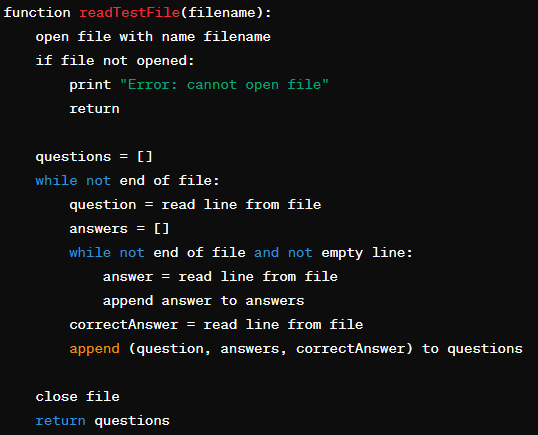 function readTestFile(filename):
    open file with name filename
    if file not opened:
        print "Error: cannot open file"
        return

    questions = []
    while not end of file:
        question = read line from file
        answers = []
        while not end of file and not empty line:
            answer = read line from file
            append answer to answers
        correctAnswer = read line from file
        append (question, answers, correctAnswer) to questions

    close file
    return questions